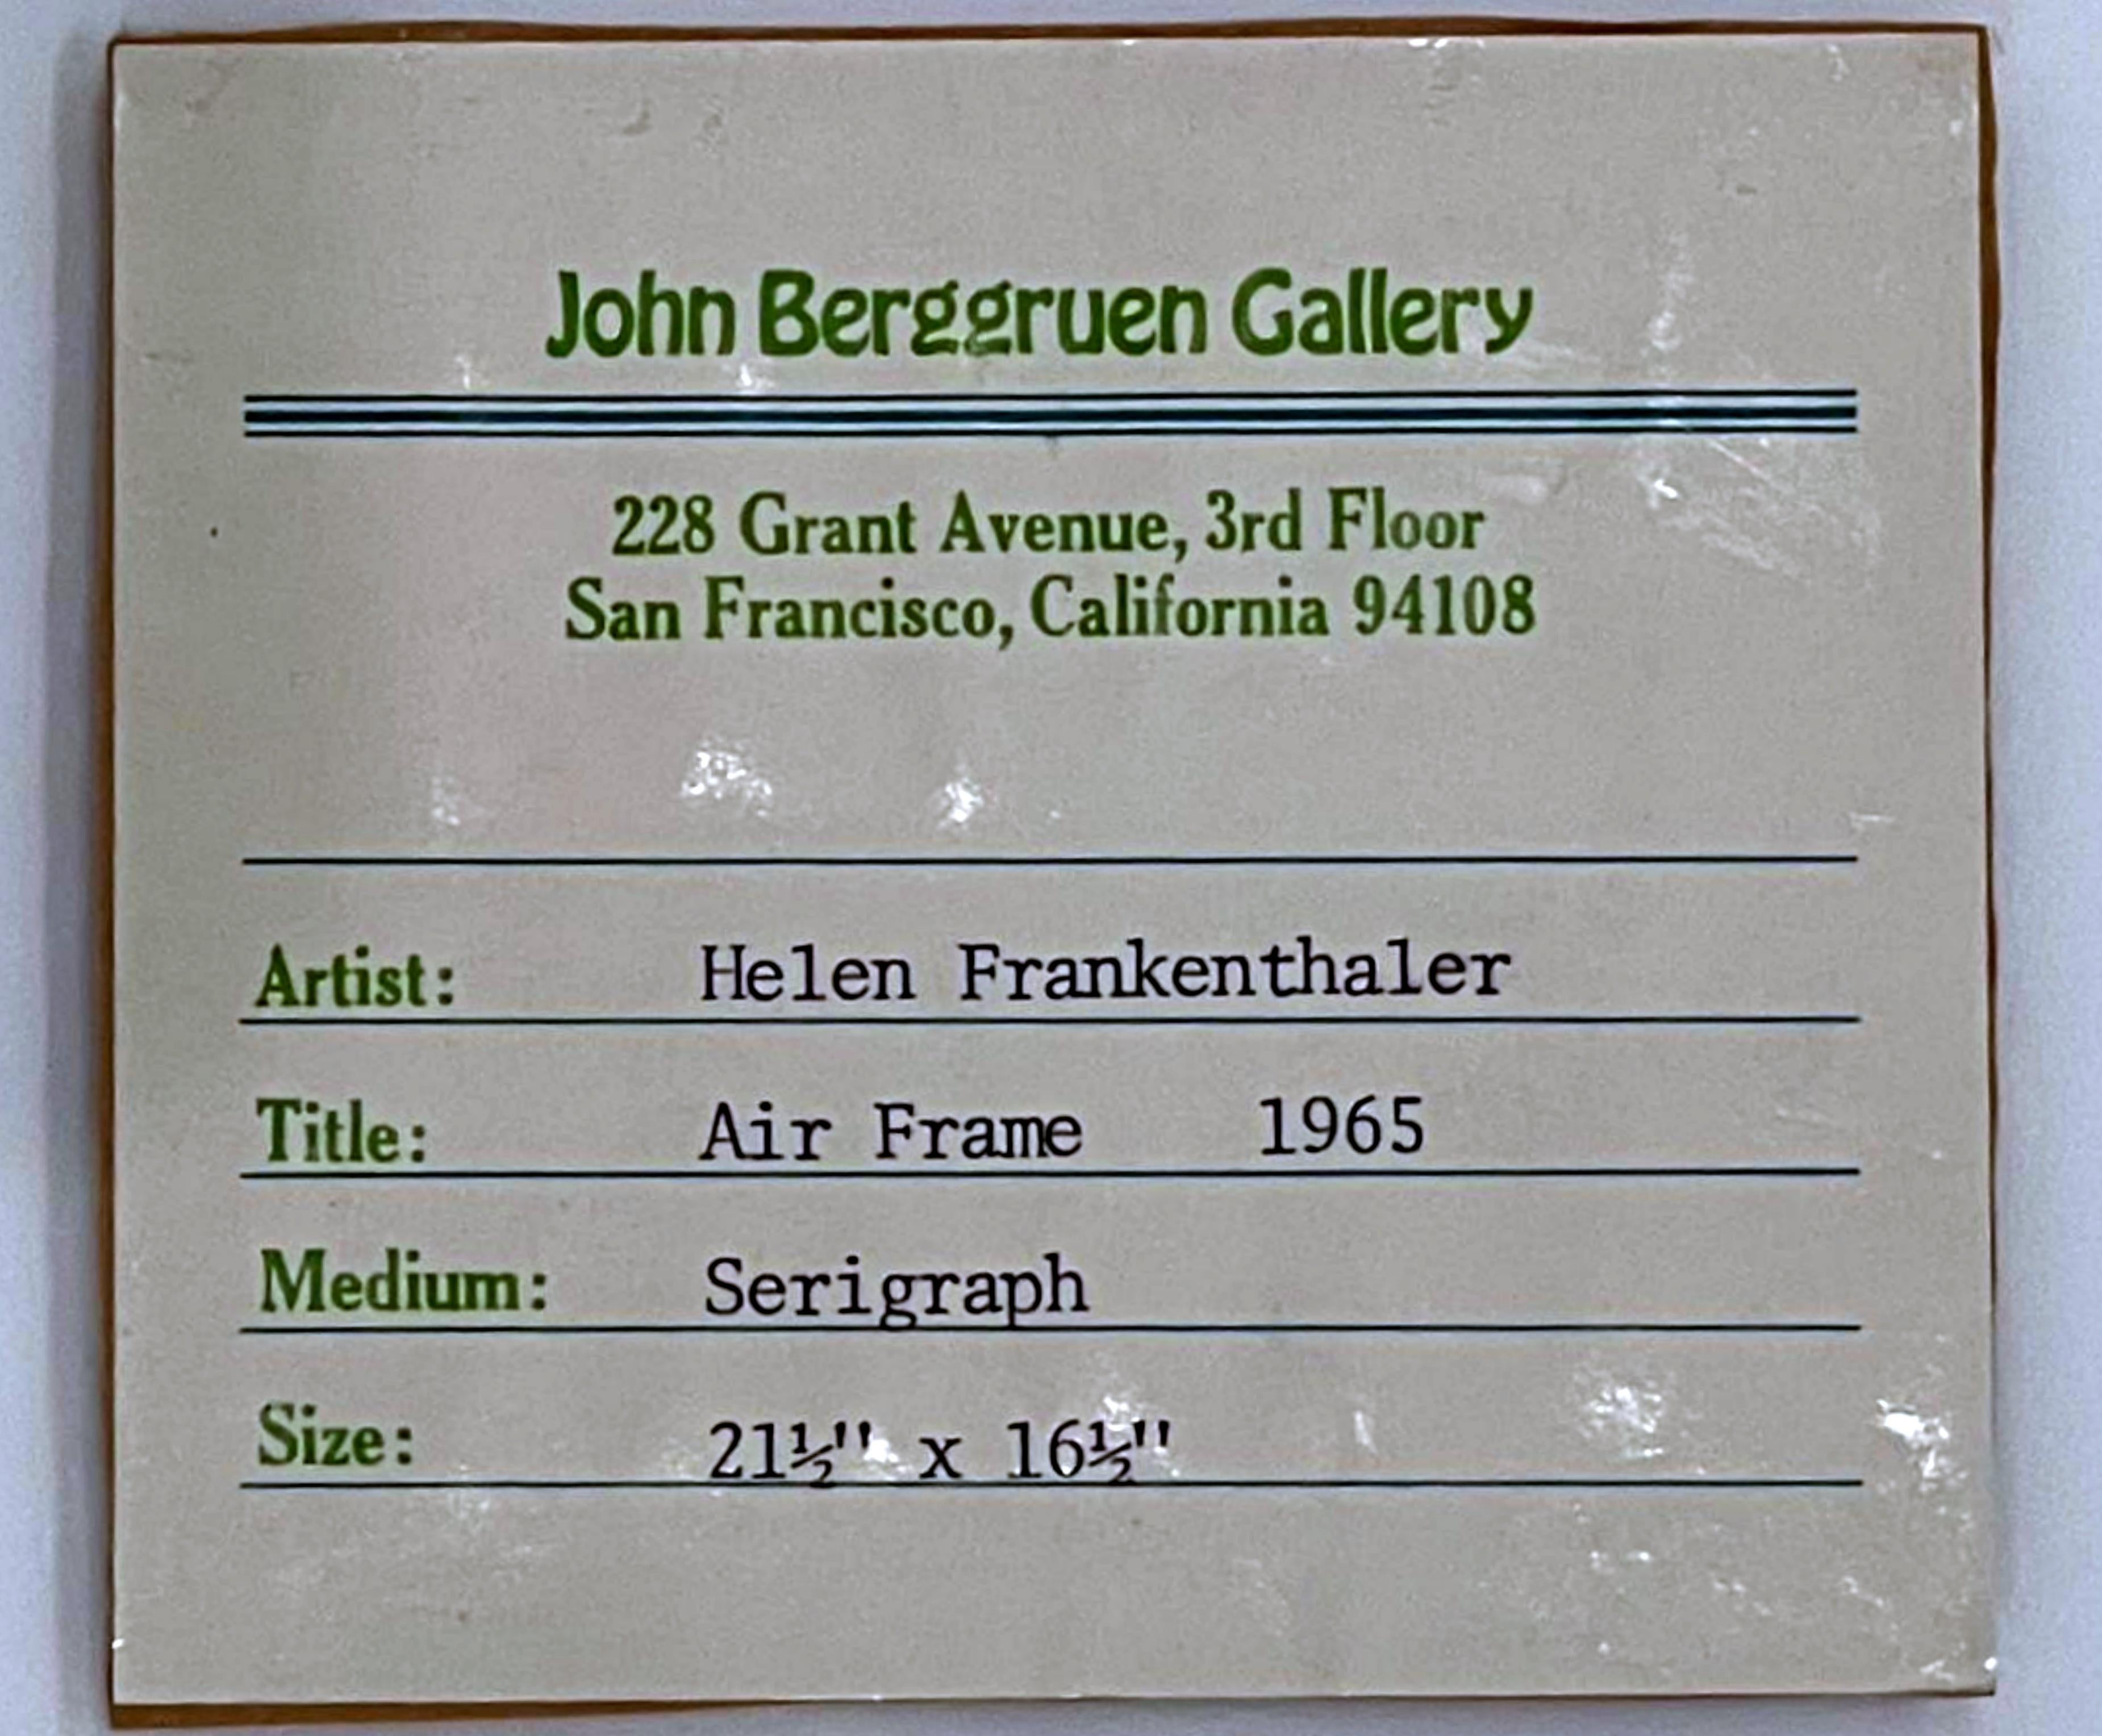 John Berggruen Gallery
228 Grant Avenue, 3rd Floor
San Francisco, California 94108
Artist: Helen Frankenthaler
Title: Air Frame 1965
Medium: Serigraph
Size: 21½" x 16½"